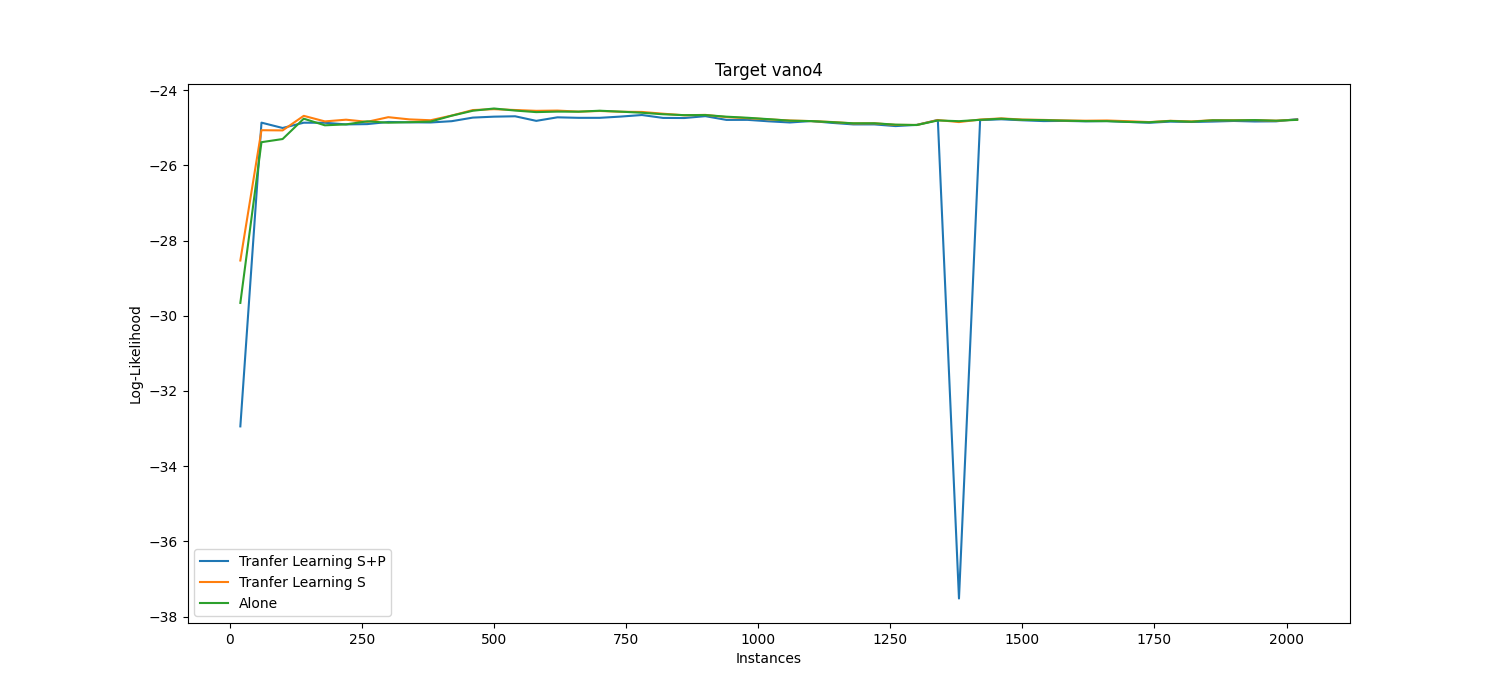 Target vano4
Log-Likelihood
−24
−26
−28
−30
−32
−34
−36
−38
Tranfer Learning S+P
Tranfer Learning S
Alone
0 250 500 750 1000 1250 1500 1750 2000
Instances